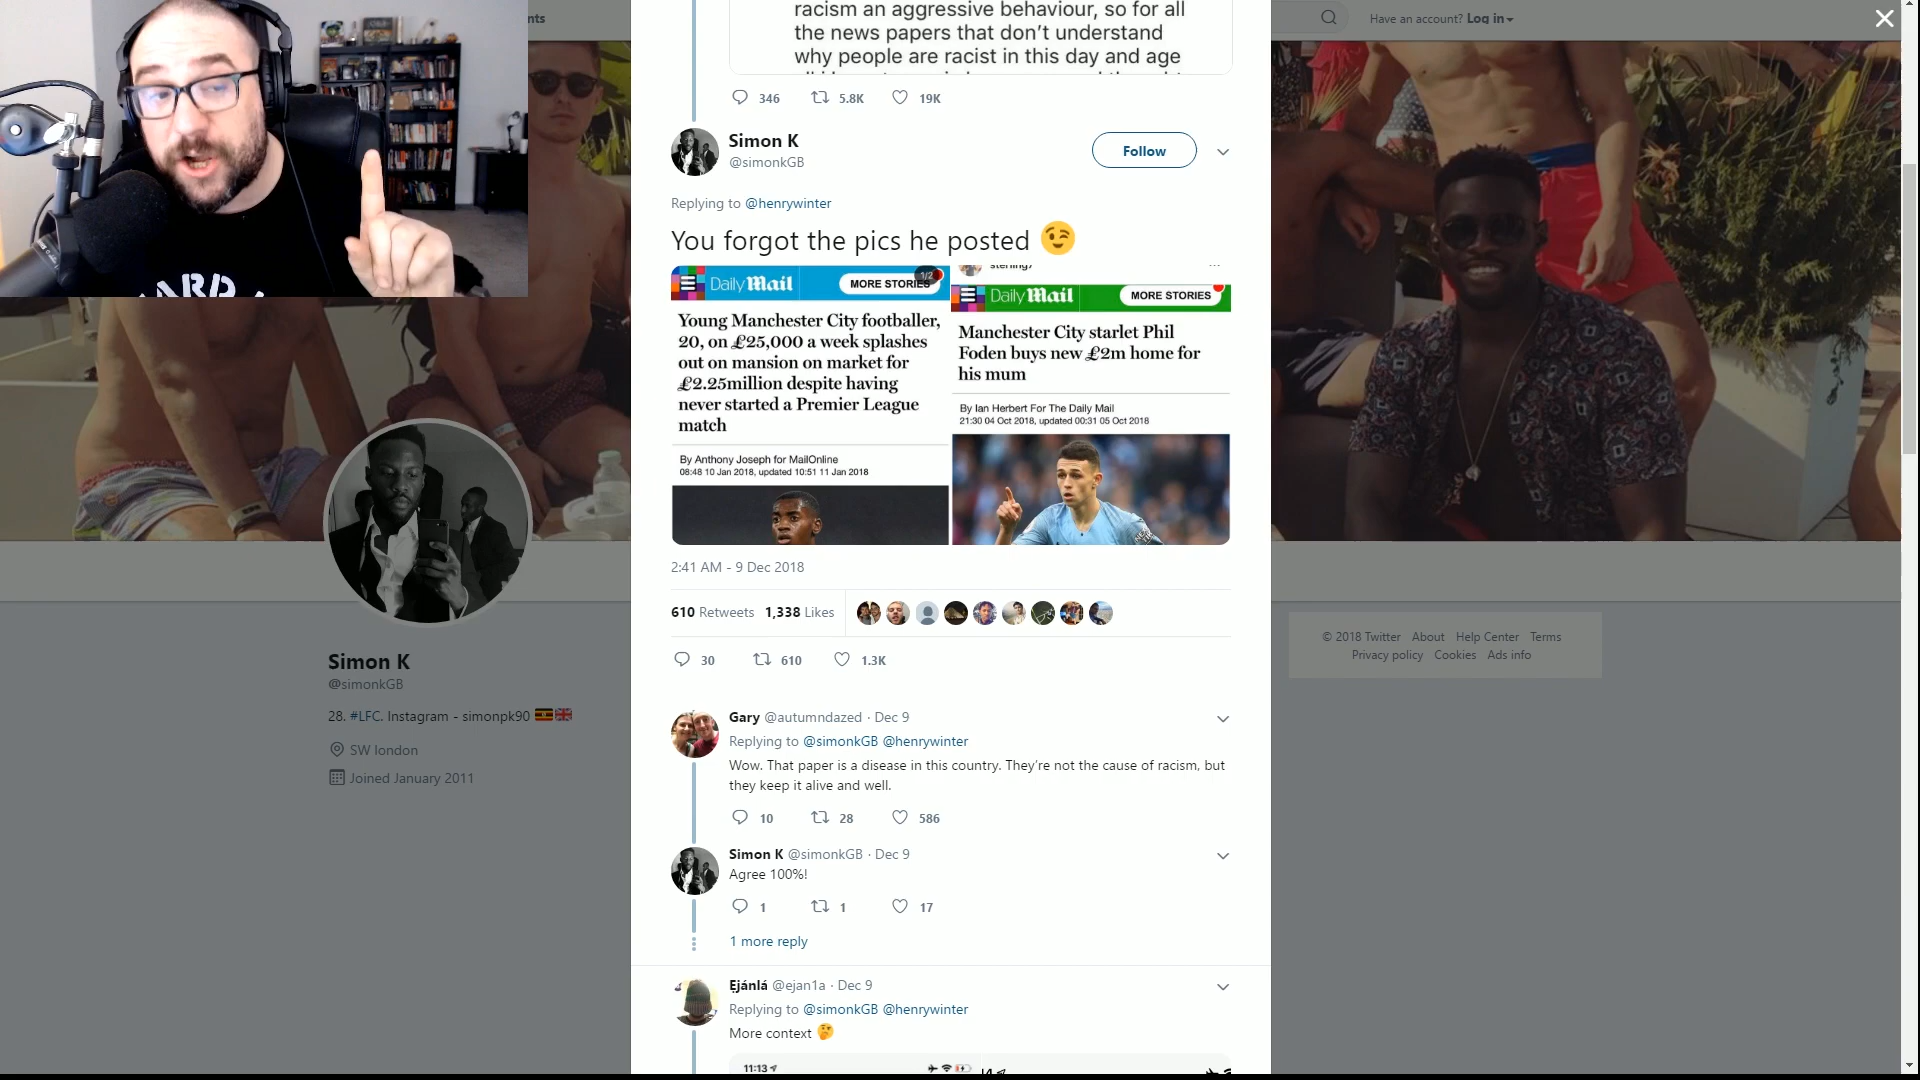 nts
Have an account? Log in
racism an aggressive behaviour, so for all
the news papers that don't understand
why people are racist in this day and age
346 5.8K 19K
Simon K
@simonkGB
Follow
Replying to @henrywinter
You forgot the pics he posted 😉
Daily Mail
MORE STORIES
1/2
Young Manchester City footballer,
20, on £25,000 a week splashes
out on mansion on market for
£2.25million despite having
never started a Premier League
match
By Anthony Joseph for MailOnline
08:48 10 Jan 2018, updated 10:51 11 Jan 2018
sterling7
Daily Mail
MORE STORIES
Manchester City starlet Phil
Foden buys new £2m home for
his mum
By Ian Herbert For The Daily Mail
21:30 04 Oct 2018, updated 00:31 05 Oct 2018
2:41 AM - 9 Dec 2018
610 Retweets 1,338 Likes
30 610 1.3K
Gary @autumndazed · Dec 9
Replying to @simonkGB @henrywinter
Wow. That paper is a disease in this country. They're not the cause of racism, but
they keep it alive and well.
10 28 586
Simon K @simonkGB · Dec 9
Agree 100%!
1 1 17
1 more reply
Ẹjánlá @ejan1a · Dec 9
Replying to @simonkGB @henrywinter
More context 🤔
11:13
Simon K
@simonkGB
28. #LFC. Instagram - simonpk90 🇺🇬🇬🇧
SW london
Joined January 2011
© 2018 Twitter About Help Center Terms
Privacy policy Cookies Ads info